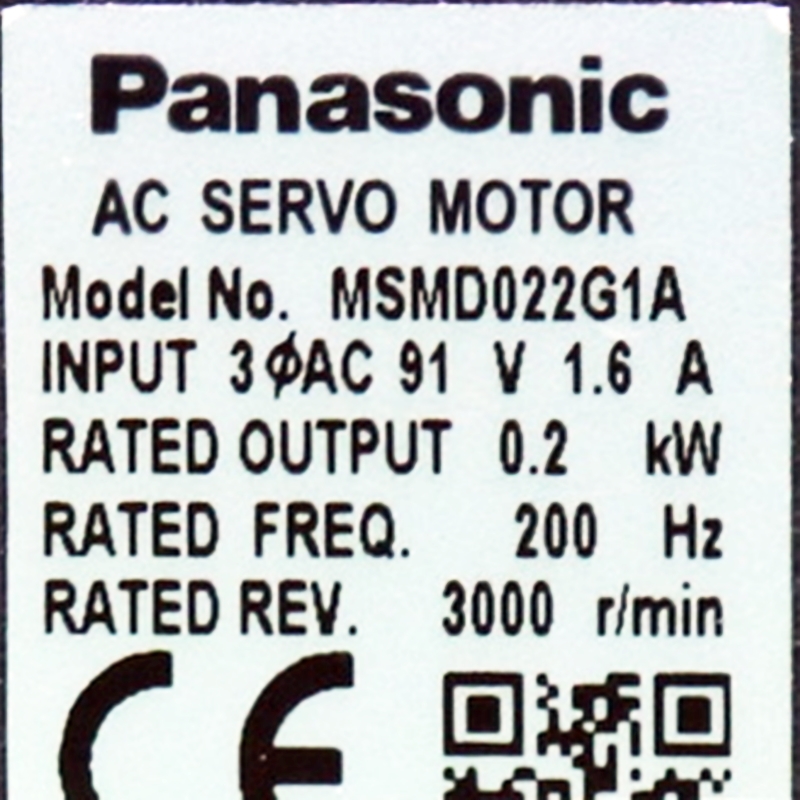 Panasonic
AC SERVO MOTOR
Model No. MSMD022G1A
INPUT 3ϕAC 91 V 1.6 A
RATED OUTPUT 0.2 kW
RATED FREQ. 200 Hz
RATED REV. 3000 r/min
CE